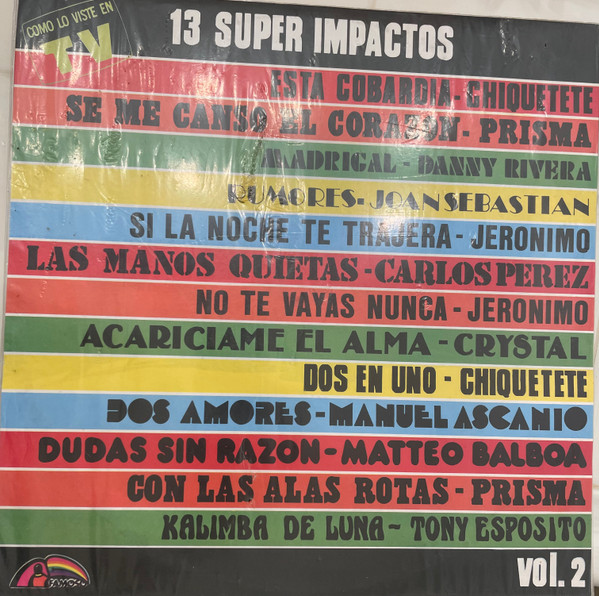 COMO LO VISTE EN
TV
13 SUPER IMPACTOS
ESTA COBARDIA - CHIQUETETE
SE ME CANSO EL CORAZON - PRISMA
MADRIGAL - DANNY RIVERA
RUMORES - JOAN SEBASTIAN
SI LA NOCHE TE TRAJERA - JERONIMO
LAS MANOS QUIETAS - CARLOS PEREZ
NO TE VAYAS NUNCA - JERONIMO
ACARICIAME EL ALMA - CRYSTAL
DOS EN UNO - CHIQUETETE
DOS AMORES - MANUEL ASCANIO
DUDAS SIN RAZON - MATTEO BALBOA
CON LAS ALAS ROTAS - PRISMA
KALIMBA DE LUNA - TONY ESPOSITO
FAMOSO
vol. 2